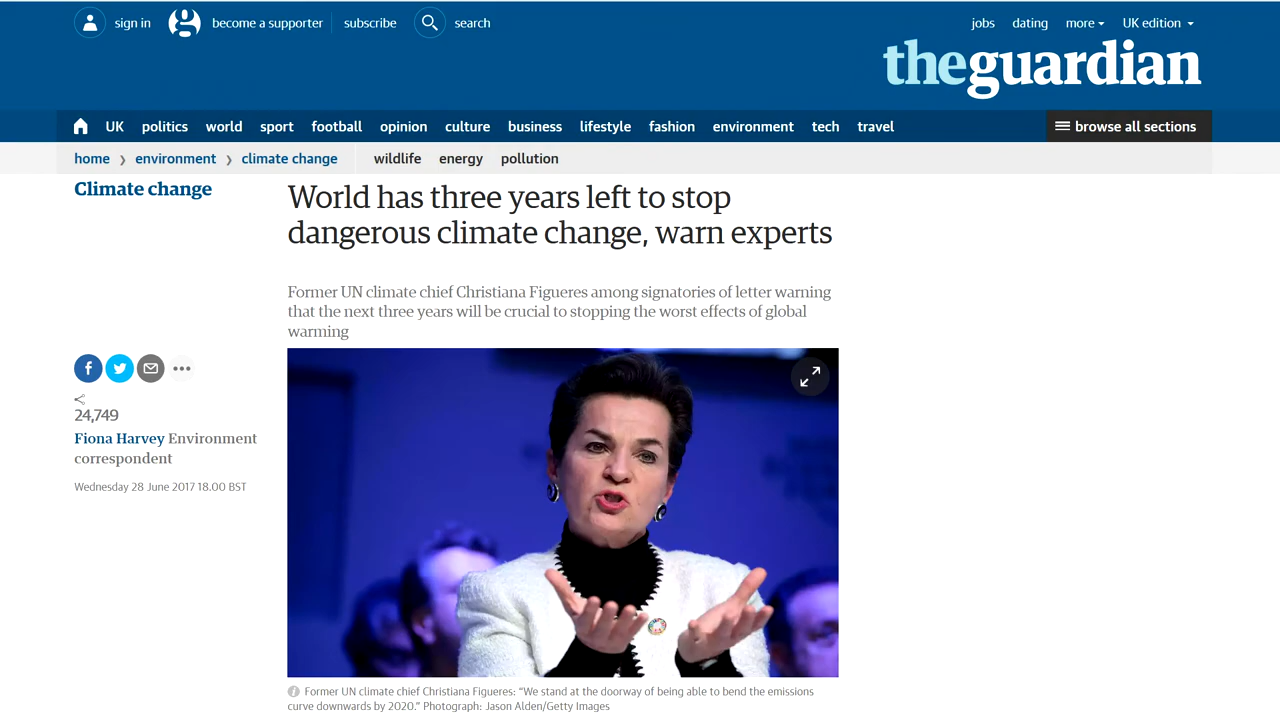 sign in
become a supporter
subscribe
search
jobs
dating
more
UK edition
theguardian
UK
politics
world
sport
football
opinion
culture
business
lifestyle
fashion
environment
tech
travel
browse all sections
home
environment
climate change
wildlife
energy
pollution
Climate change
World has three years left to stop
dangerous climate change, warn experts
Former UN climate chief Christiana Figueres among signatories of letter warning
that the next three years will be crucial to stopping the worst effects of global
warming
24,749
Fiona Harvey Environment
correspondent
Wednesday 28 June 2017 18.00 BST
Former UN climate chief Christiana Figueres: “We stand at the doorway of being able to bend the emissions
curve downwards by 2020.” Photograph: Jason Alden/Getty Images